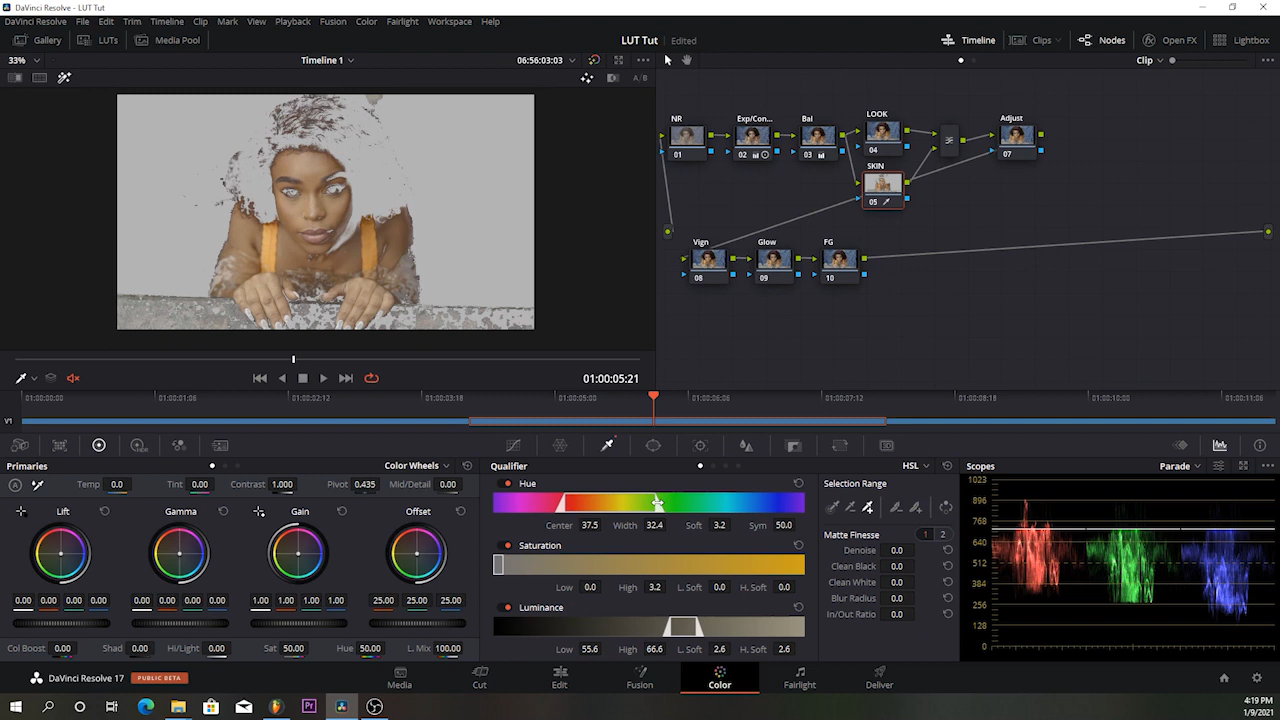 DaVinci Resolve - LUT Tut
DaVinci Resolve File Edit Trim Timeline Clip Mark View Playback Fusion Color Fairlight Workspace Help
Gallery LUTs Media Pool LUT Tut Edited Timeline Clips Nodes Open FX Lightbox
33% Timeline 1 06:56:03:03 Clip
A/B
NR Exp/Con... Bal LOOK Adjust
01 02 03 04 07
SKIN
05
Vign Glow FG
08 09 10
01:00:05:21
01:00:00:00 01:00:01:06 01:00:02:12 01:00:03:18 01:00:05:00 01:00:06:06 01:00:07:12 01:00:08:18 01:00:10:00 01:00:11:06
V1
Primaries Color Wheels
A Temp 0.0 Tint 0.00 Contrast 1.000 Pivot 0.435 Mid/Detail 0.00
Lift Gamma Gain Offset
0.00 0.00 0.00 0.00 0.00 0.00 0.00 0.00 1.00 1.00 1.00 1.00 25.00 25.00 25.00
Col Boost 0.00 Shad 0.00 Hi/Light 0.00 Sat 50.00 Hue 50.00 L. Mix 100.00
Qualifier HSL
Hue
Center 37.5 Width 32.4 Soft 3.2 Sym 50.0
Saturation
Low 0.0 High 3.2 L. Soft 0.0 H. Soft 0.0
Luminance
Low 55.6 High 66.6 L. Soft 2.6 H. Soft 2.6
Selection Range
Matte Finesse 1 2
Denoise 0.0
Clean Black 0.0
Clean White 0.0
Blur Radius 0.0
In/Out Ratio 0.0
Scopes Parade
1023
896
768
640
512
384
256
128
0
DaVinci Resolve 17 PUBLIC BETA Media Cut Edit Fusion Color Fairlight Deliver
Pr
4:19 PM
1/9/2021